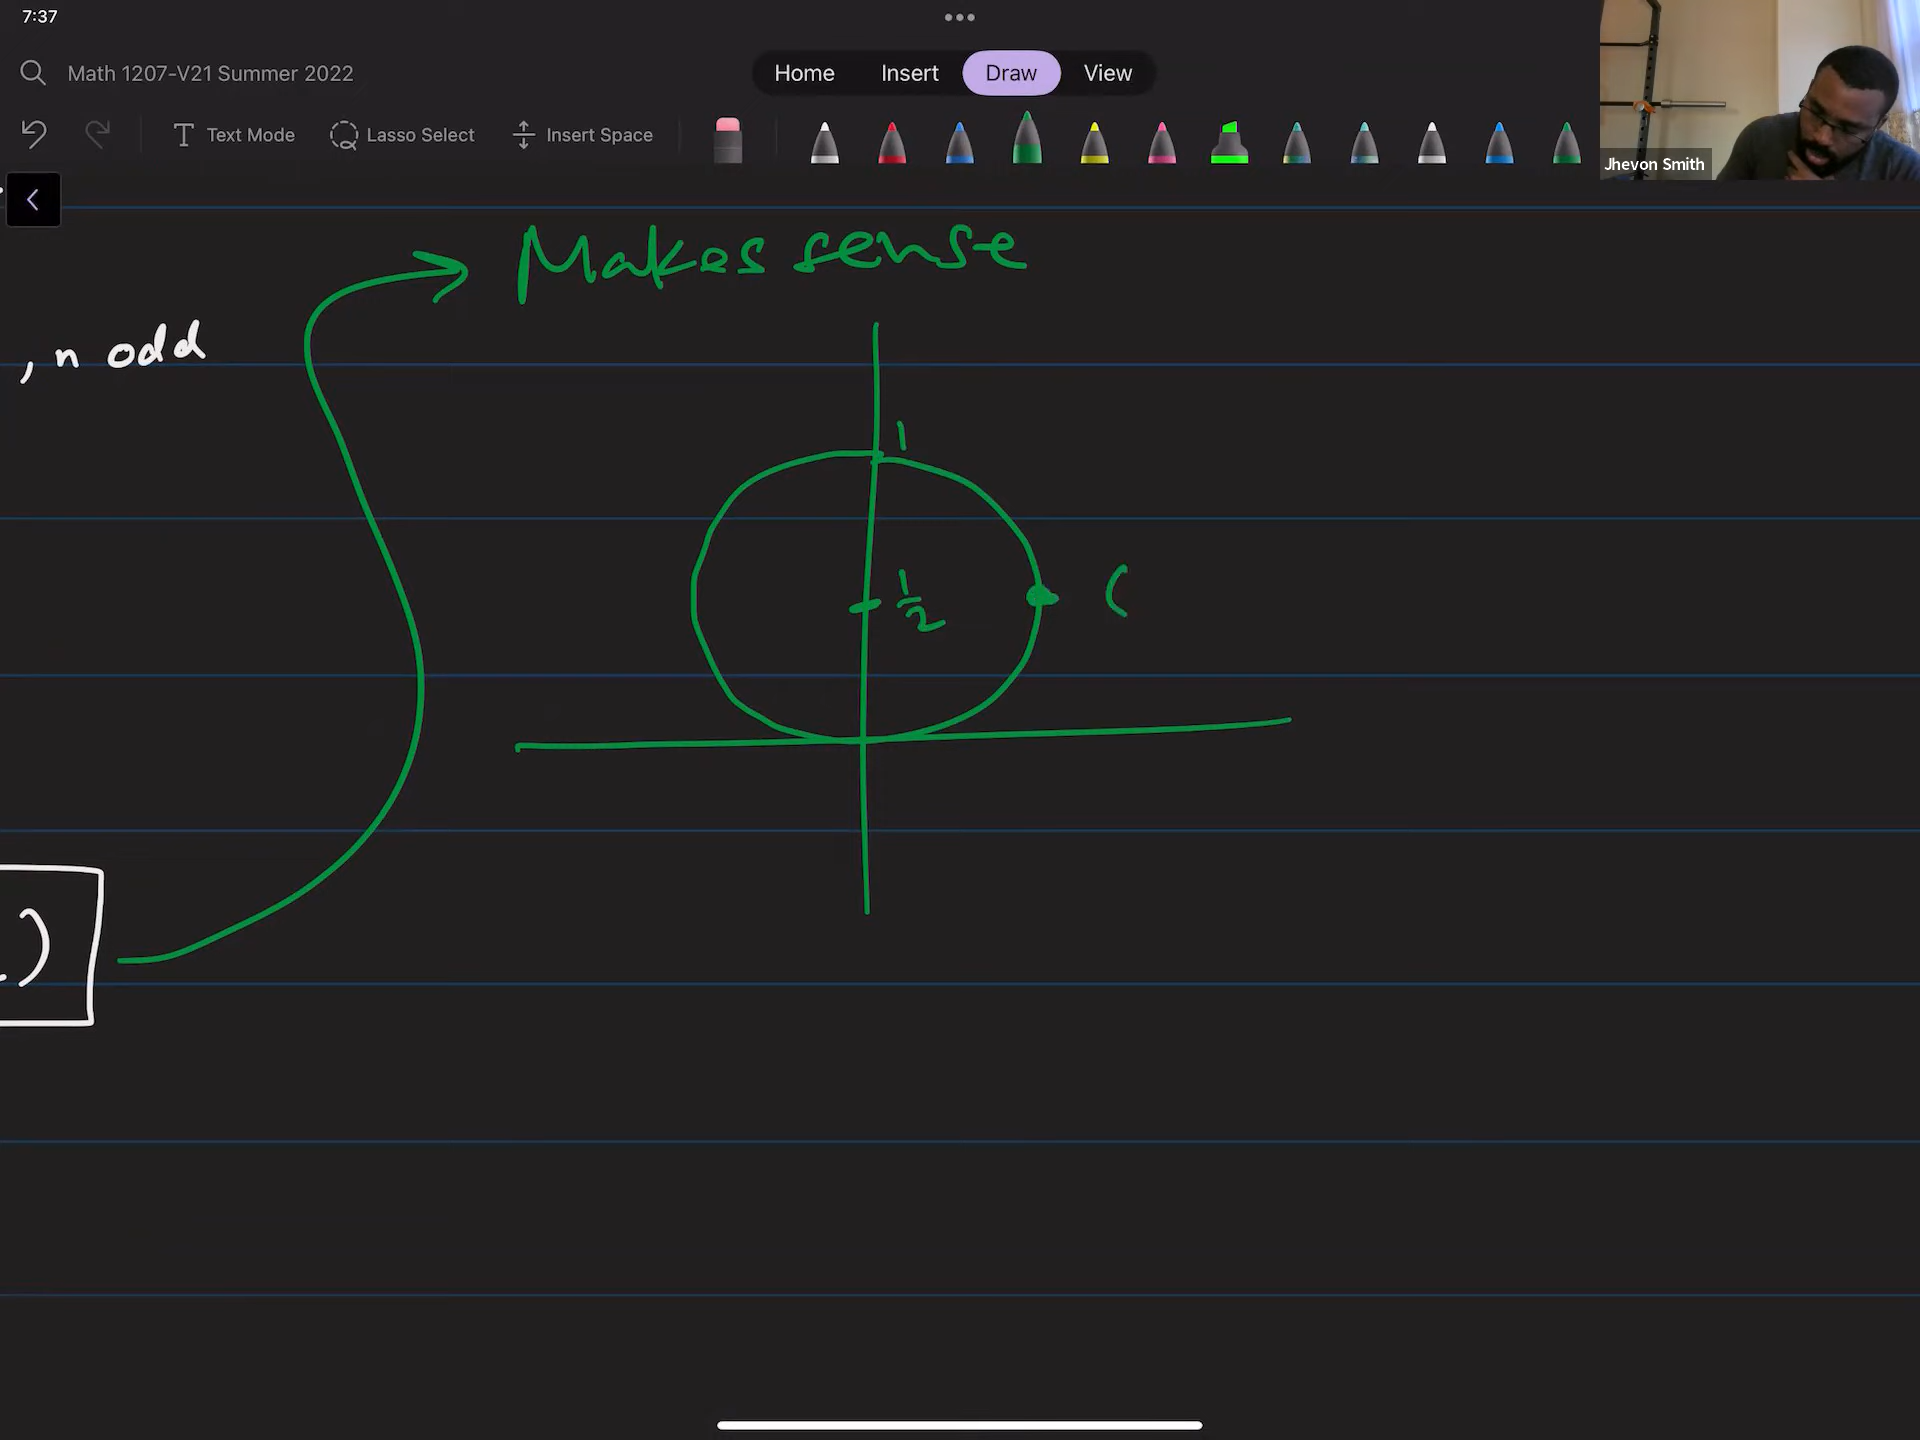 7:37
Math 1207-V21 Summer 2022
Home Insert Draw View
Text Mode Lasso Select Insert Space
Jhevon Smith
Makes sense
, n odd
1
1/2
(
)